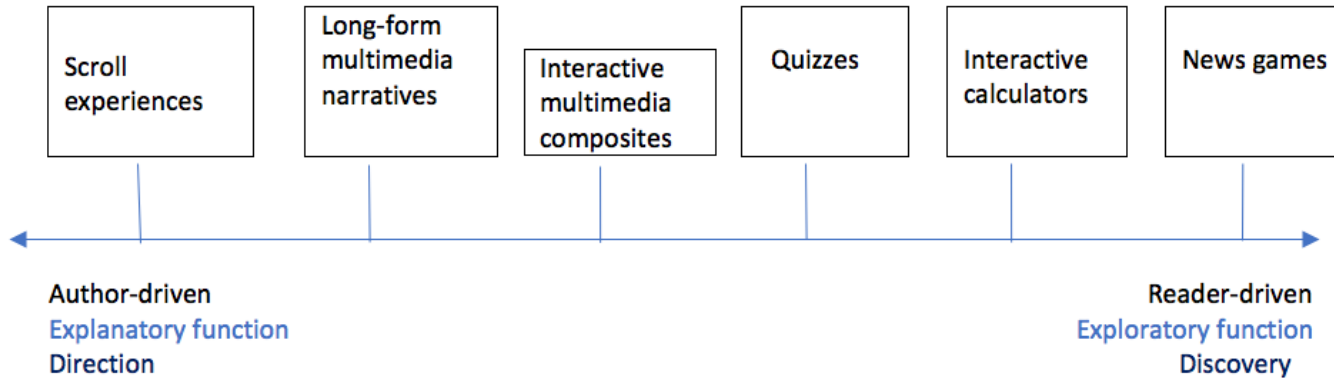 Scroll
experiences
Long-form
multimedia
narratives
Interactive
multimedia
composites
Quizzes
Interactive
calculators
News games
Author-driven
Explanatory function
Direction
Reader-driven
Exploratory function
Discovery